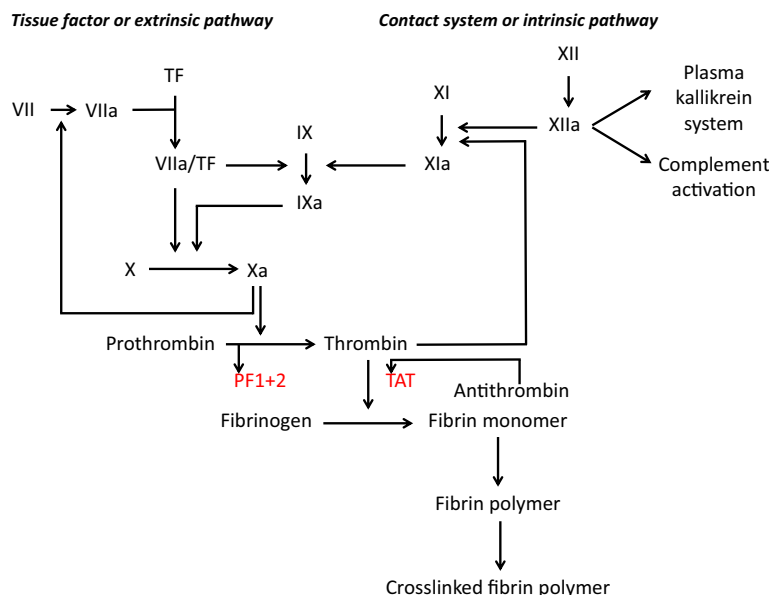 Tissue factor or extrinsic pathway
Contact system or intrinsic pathway
XII
TF
Plasma
kallikrein
system
XI
VII
VIIa
XIIa
IX
VIIa/TF
XIa
Complement
activation
IXa
X
Xa
Prothrombin
Thrombin
PF1+2
TAT
Antithrombin
Fibrinogen
Fibrin monomer
Fibrin polymer
Crosslinked fibrin polymer